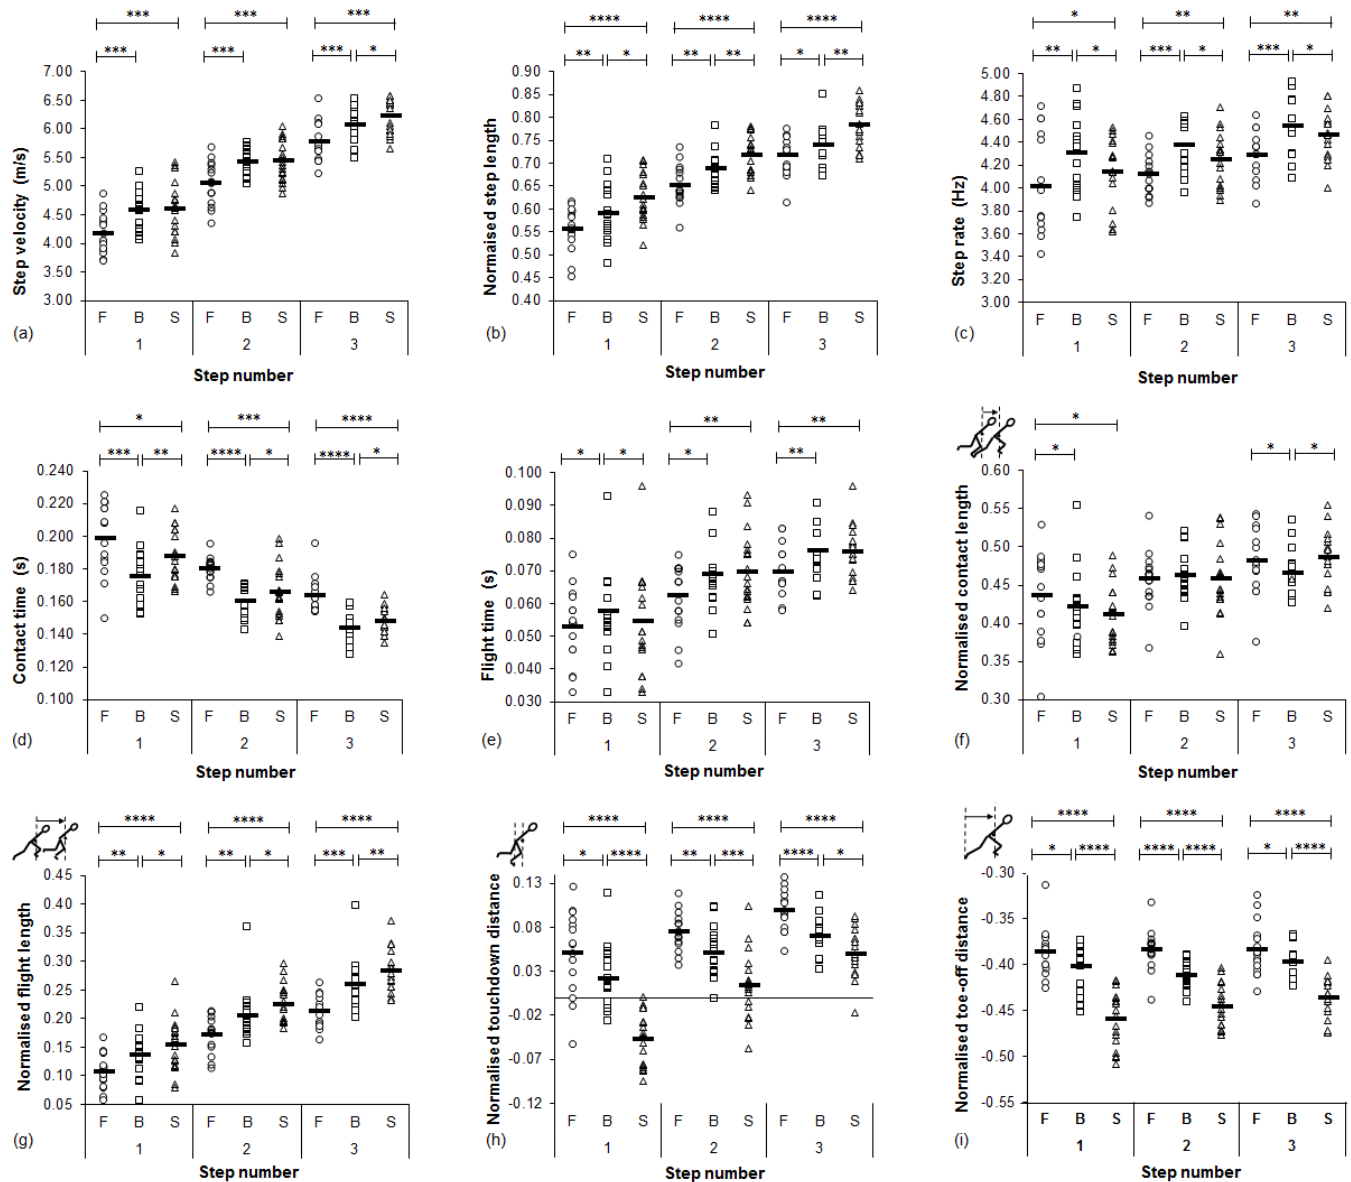 *** *** ***
*** *** *** *
7.00
6.50
6.00
5.50
5.00
4.50
4.00
3.50
3.00
Step velocity (m/s)
F B S F B S F B S
1 2 3
(a)
Step number
**** **** ****
** * ** ** * **
0.90
0.80
0.75
0.70
0.65
0.60
0.55
0.50
0.45
0.40
Normaised step length
F B S F B S F B S
1 2 3
(b)
Step number
* ** **
** * *** * *** *
5.00
4.80
4.60
4.40
4.20
4.00
3.80
3.60
3.40
3.20
3.00
Step rate (Hz)
F B S F B S F B S
1 2 3
(c)
Step number
* *** ****
*** ** **** * **** *
0.240
0.220
0.200
0.180
0.160
0.140
0.120
0.100
Contact time (s)
F B S F B S F B S
1 2 3
(d)
Step number
** **
* * * **
0.100
0.090
0.080
0.070
0.060
0.050
0.040
0.030
Flight time (s)
F B S F B S F B S
1 2 3
(e)
Step number
*
* * *
0.60
0.55
0.50
0.45
0.40
0.35
0.30
Normalised contact length
F B S F B S F B S
1 2 3
(f)
Step number
**** **** ****
** * ** * *** **
0.45
0.40
0.35
0.30
0.25
0.20
0.15
0.10
0.05
Normalised flight length
F B S F B S F B S
1 2 3
(g)
Step number
**** **** ****
* **** ** *** **** *
0.13
0.08
0.03
-0.02
-0.07
-0.12
Normalised touchdown distance
F B S F B S F B S
1 2 3
(h)
Step number
**** **** ****
* **** **** **** * ****
-0.30
-0.35
-0.40
-0.45
-0.50
-0.55
Normalised toe-off distance
F B S F B S F B S
1 2 3
(i)
Step number